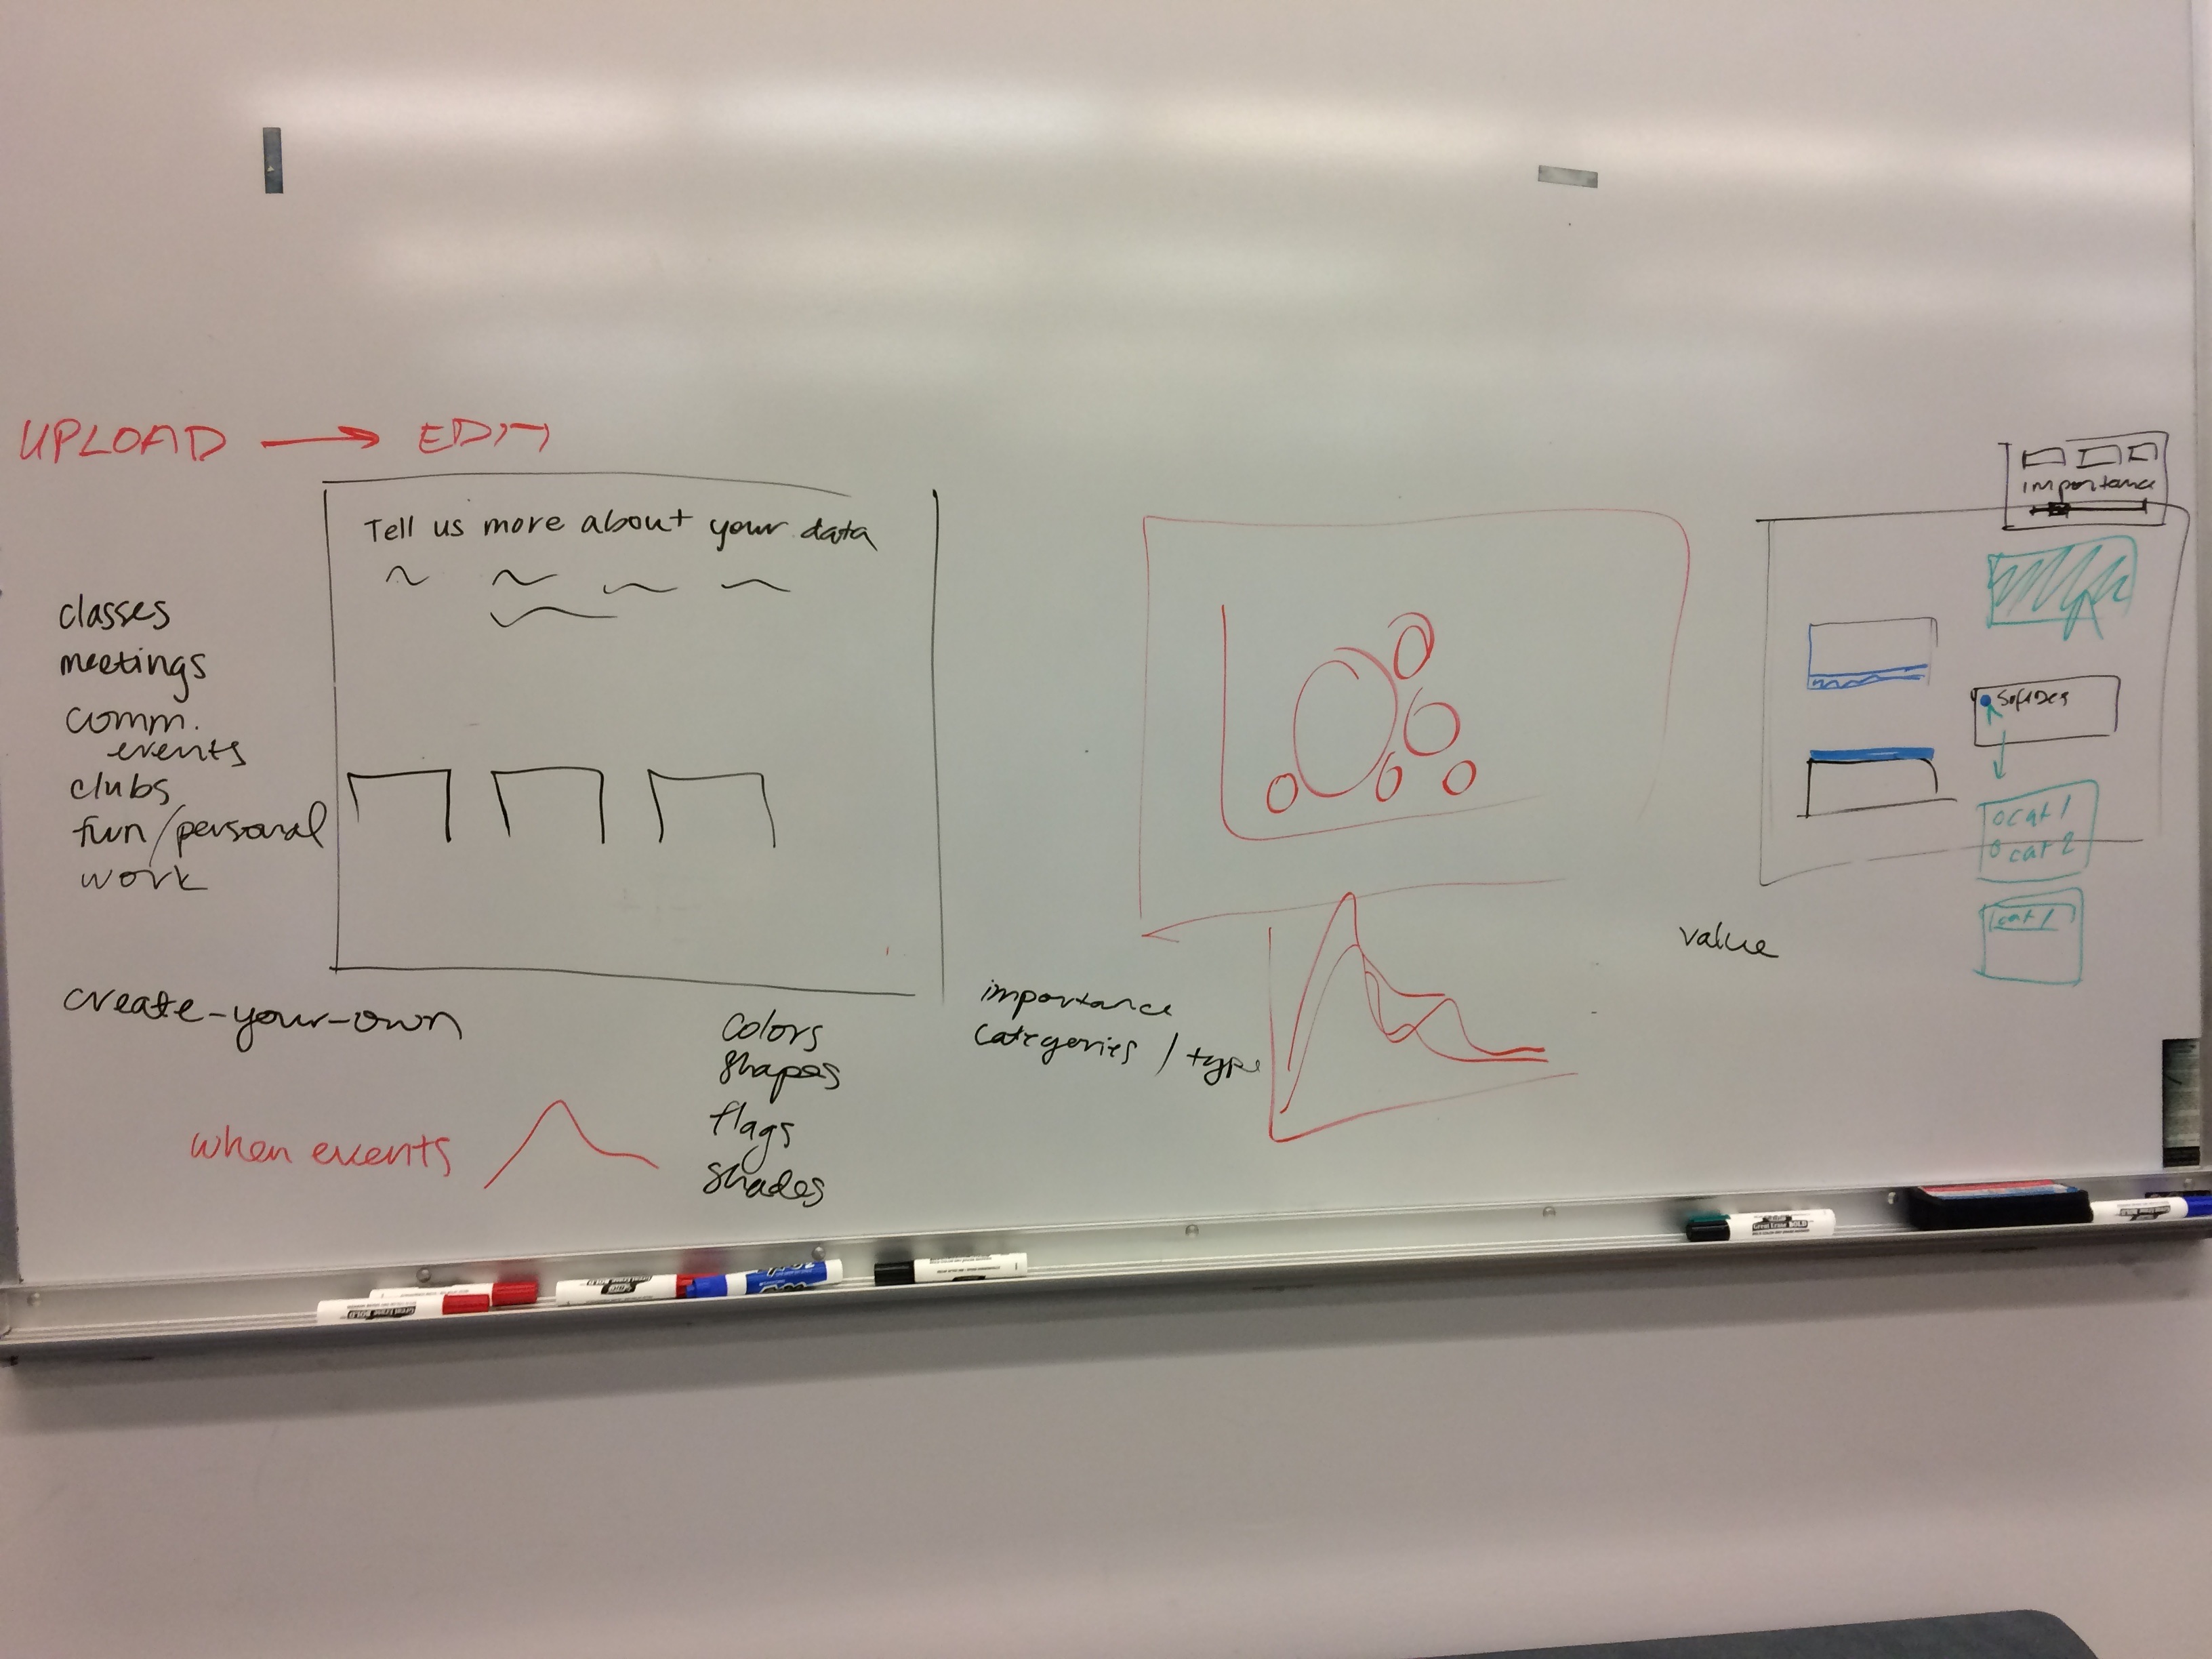 UPLOAD → EDIT
Tell us more about your data
classes
meetings
comm.
events
clubs
fun/personal
work
create-your-own
when events
colors
shapes
flags
shades
importance
categories / type
value
importance
SofDes
cat 1
cat 2
cat 1